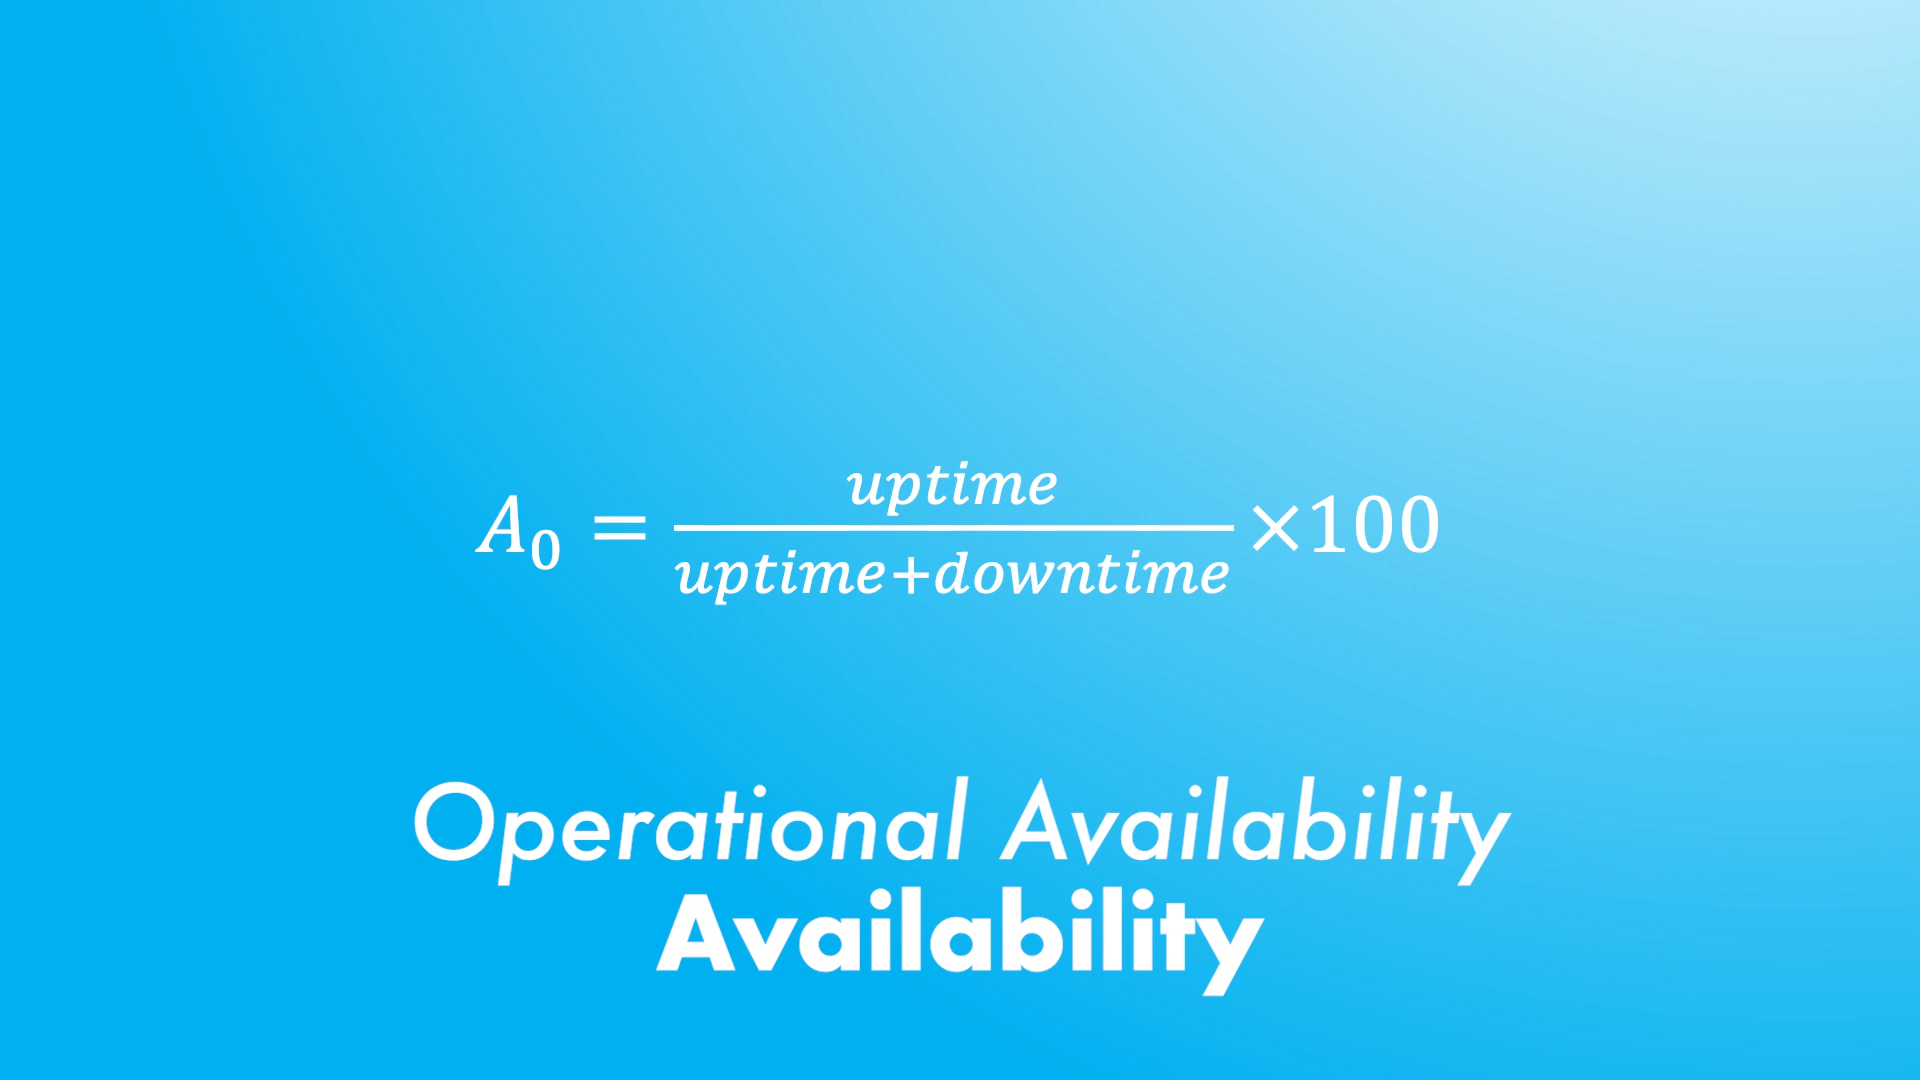 A₀ = uptime / uptime+downtime ×100
Operational Availability
Availability